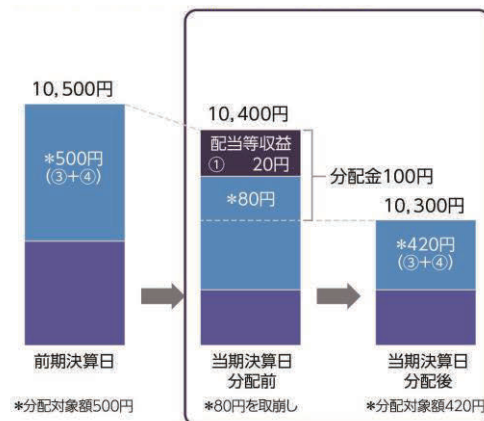 10,500円
*500円
(③+④)
前期決算日
*分配対象額500円
10,400円
配当等収益
① 20円
*80円
分配金100円
当期決算日
分配前
*80円を取崩し
10,300円
*420円
(③+④)
当期決算日
分配後
*分配対象額420円